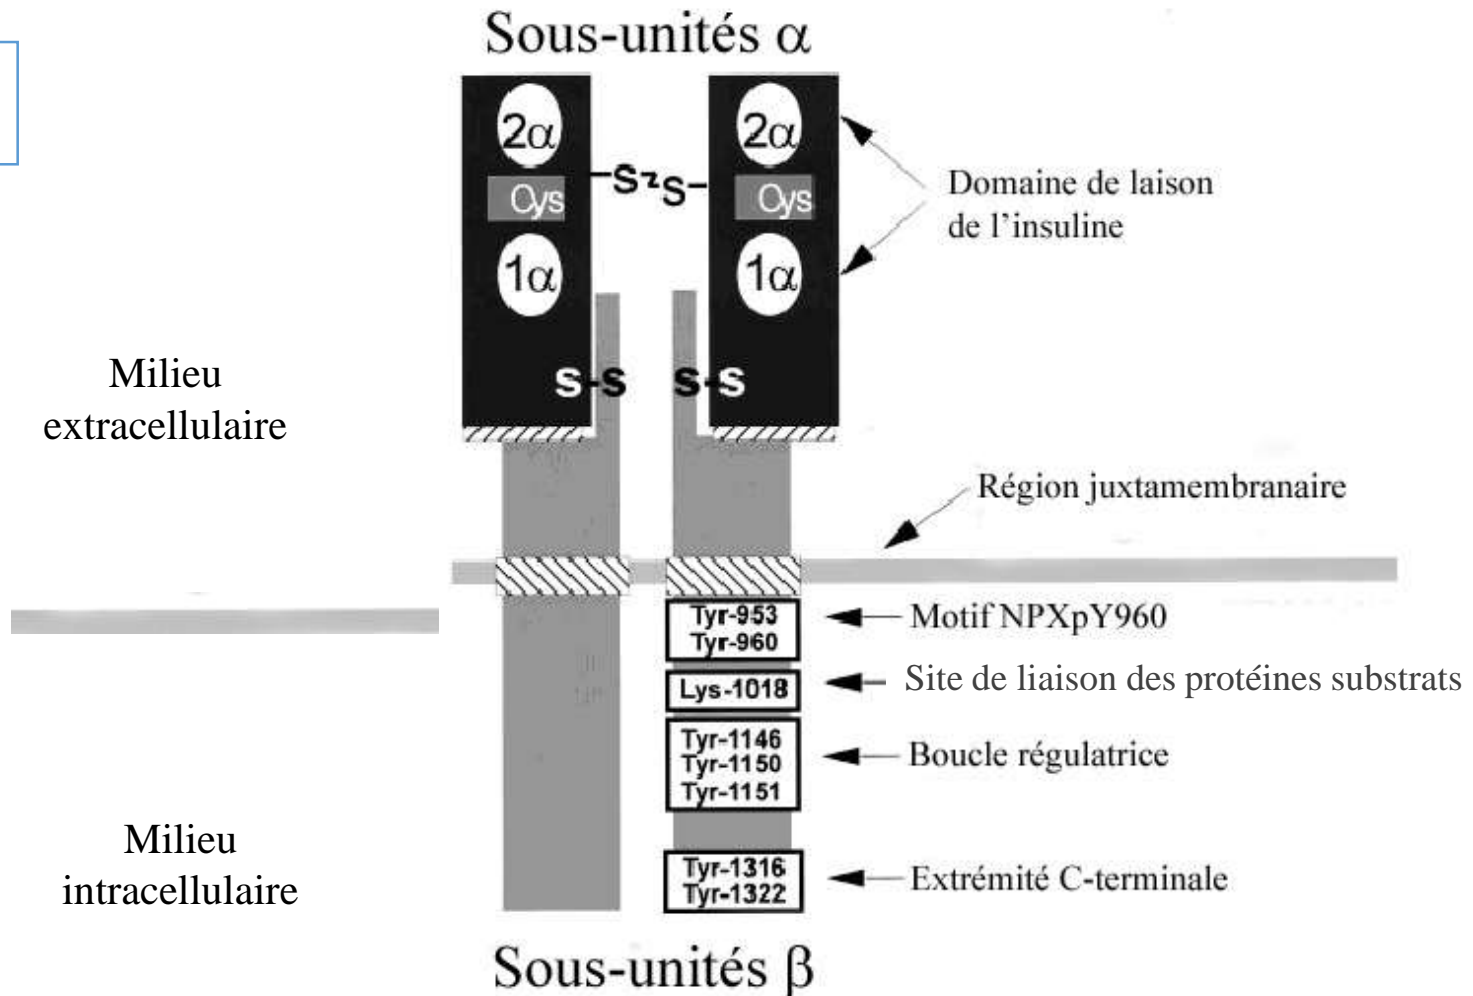 Sous-unités α
2α
2α
-S-S-
Cys
Cys
1α
1α
Domaine de laison
de l’insuline
S-S
S-S
Milieu
extracellulaire
Région juxtamembranaire
Tyr-953
Tyr-960
Motif NPXpY960
Lys-1018
Site de liaison des protéines substrats
Tyr-1146
Tyr-1150
Tyr-1151
Boucle régulatrice
Milieu
intracellulaire
Tyr-1316
Tyr-1322
Extrémité C-terminale
Sous-unités β